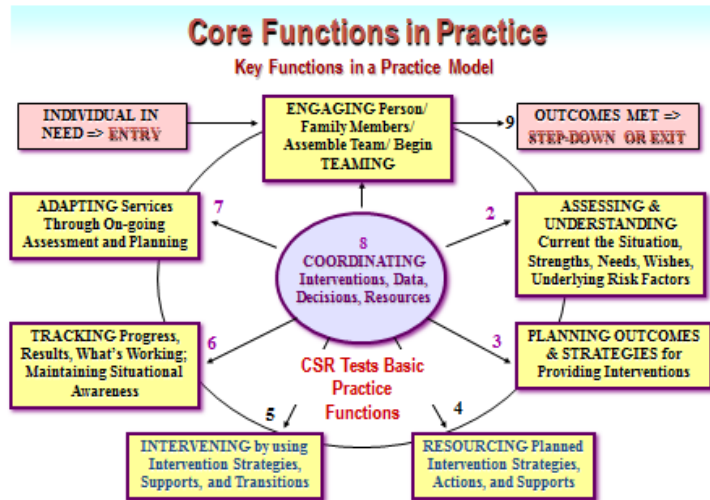 Core Functions in Practice
Key Functions in a Practice Model
INDIVIDUAL IN
NEED => ENTRY
ENGAGING Person/
Family Members/
Assemble Team/ Begin
TEAMING
9
OUTCOMES MET =>
STEP-DOWN OR EXIT
ADAPTING Services
Through On-going
Assessment and Planning
7
2
ASSESSING &
UNDERSTANDING
Current the Situation,
Strengths, Needs, Wishes,
Underlying Risk Factors
8
COORDINATING
Interventions, Data,
Decisions, Resources
TRACKING Progress,
Results, What's Working;
Maintaining Situational
Awareness
6
3
PLANNING OUTCOMES
& STRATEGIES for
Providing Interventions
CSR Tests Basic
Practice
Functions
5
4
INTERVENING by using
Intervention Strategies,
Supports, and Transitions
RESOURCING Planned
Intervention Strategies,
Actions, and Supports